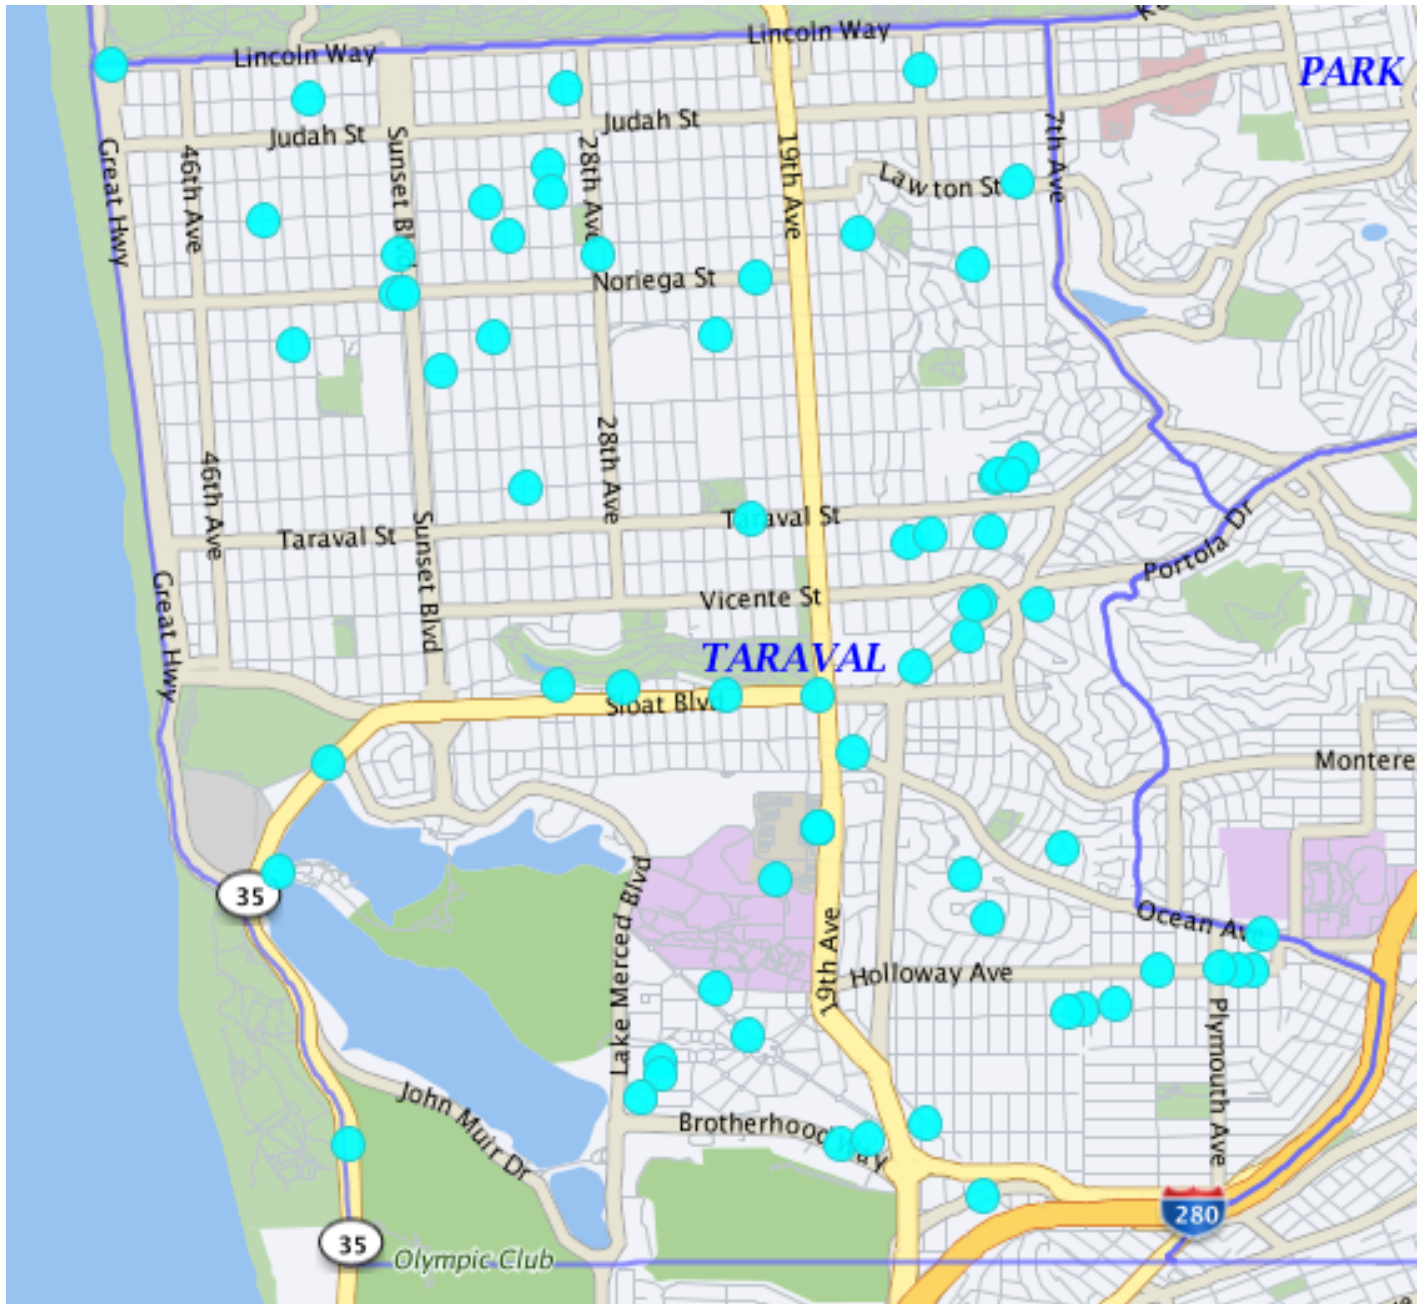 Lincoln Way
Lincoln Way
PARK
Judah St
Judah St
Great Hwy
46th Ave
Sunset Blvd
28th Ave
19th Ave
7th Ave
Lawton St
Noriega St
46th Ave
28th Ave
Taraval St
Taraval St
Sunset Blvd
Portola Dr
Great Hwy
Vicente St
TARAVAL
Sloat Blvd
Montere
35
Lake Merced Blvd
19th Ave
Ocean Ave
Holloway Ave
Plymouth Ave
John Muir Dr
Brotherhood Way
280
35
Olympic Club